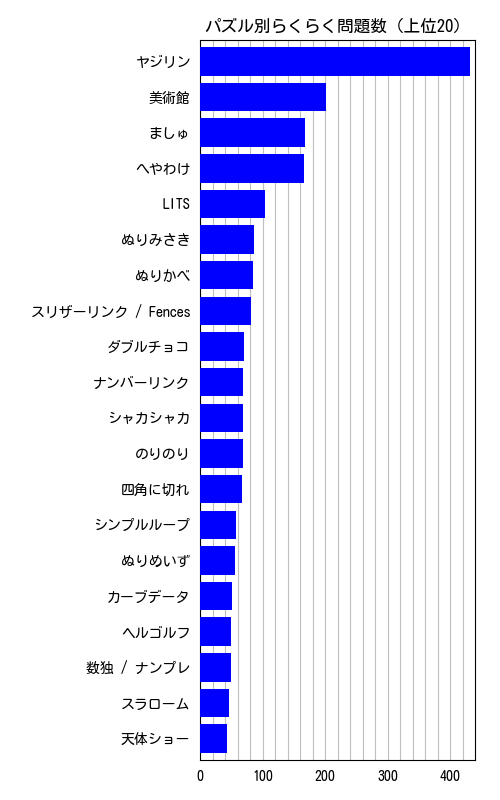 パズル別らくらく問題数 (上位20)
ヤジリン
美術館
ましゅ
へやわけ
LITS
ぬりみさき
ぬりかべ
スリザーリンク / Fences
ダブルチョコ
ナンバーリンク
シャカシャカ
のりのり
四角に切れ
シンプルループ
ぬりめいず
カーブデータ
ヘルゴルフ
数独 / ナンプレ
スラローム
天体ショー
0 100 200 300 400